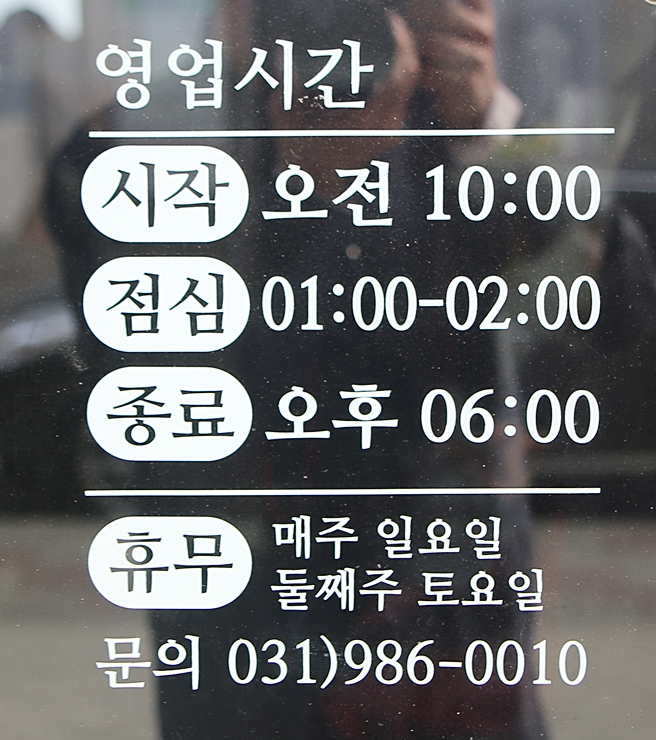 영업시간
시작 오전 10:00
점심 01:00-02:00
종료 오후 06:00
휴무 매주 일요일
둘째주 토요일
문의 031)986-0010